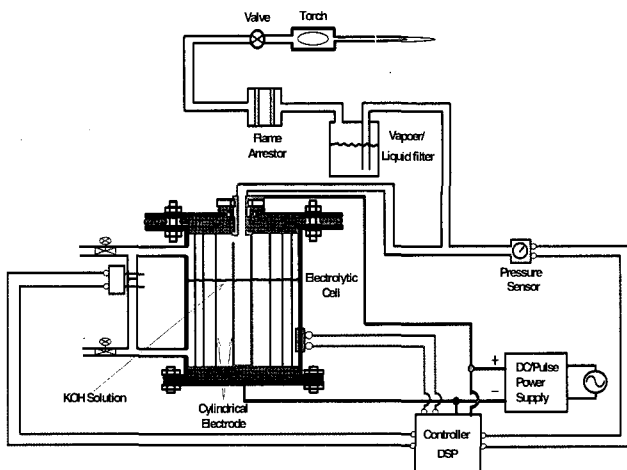 Valve
Torch
Flame
Arrestor
Vapoer/
Liquid filter
Pressure
Sensor
Electrolytic
Cell
KOH Solution
Cylindrical
Electrode
+
−
DC/Pulse
Power
Supply
Controller
DSP